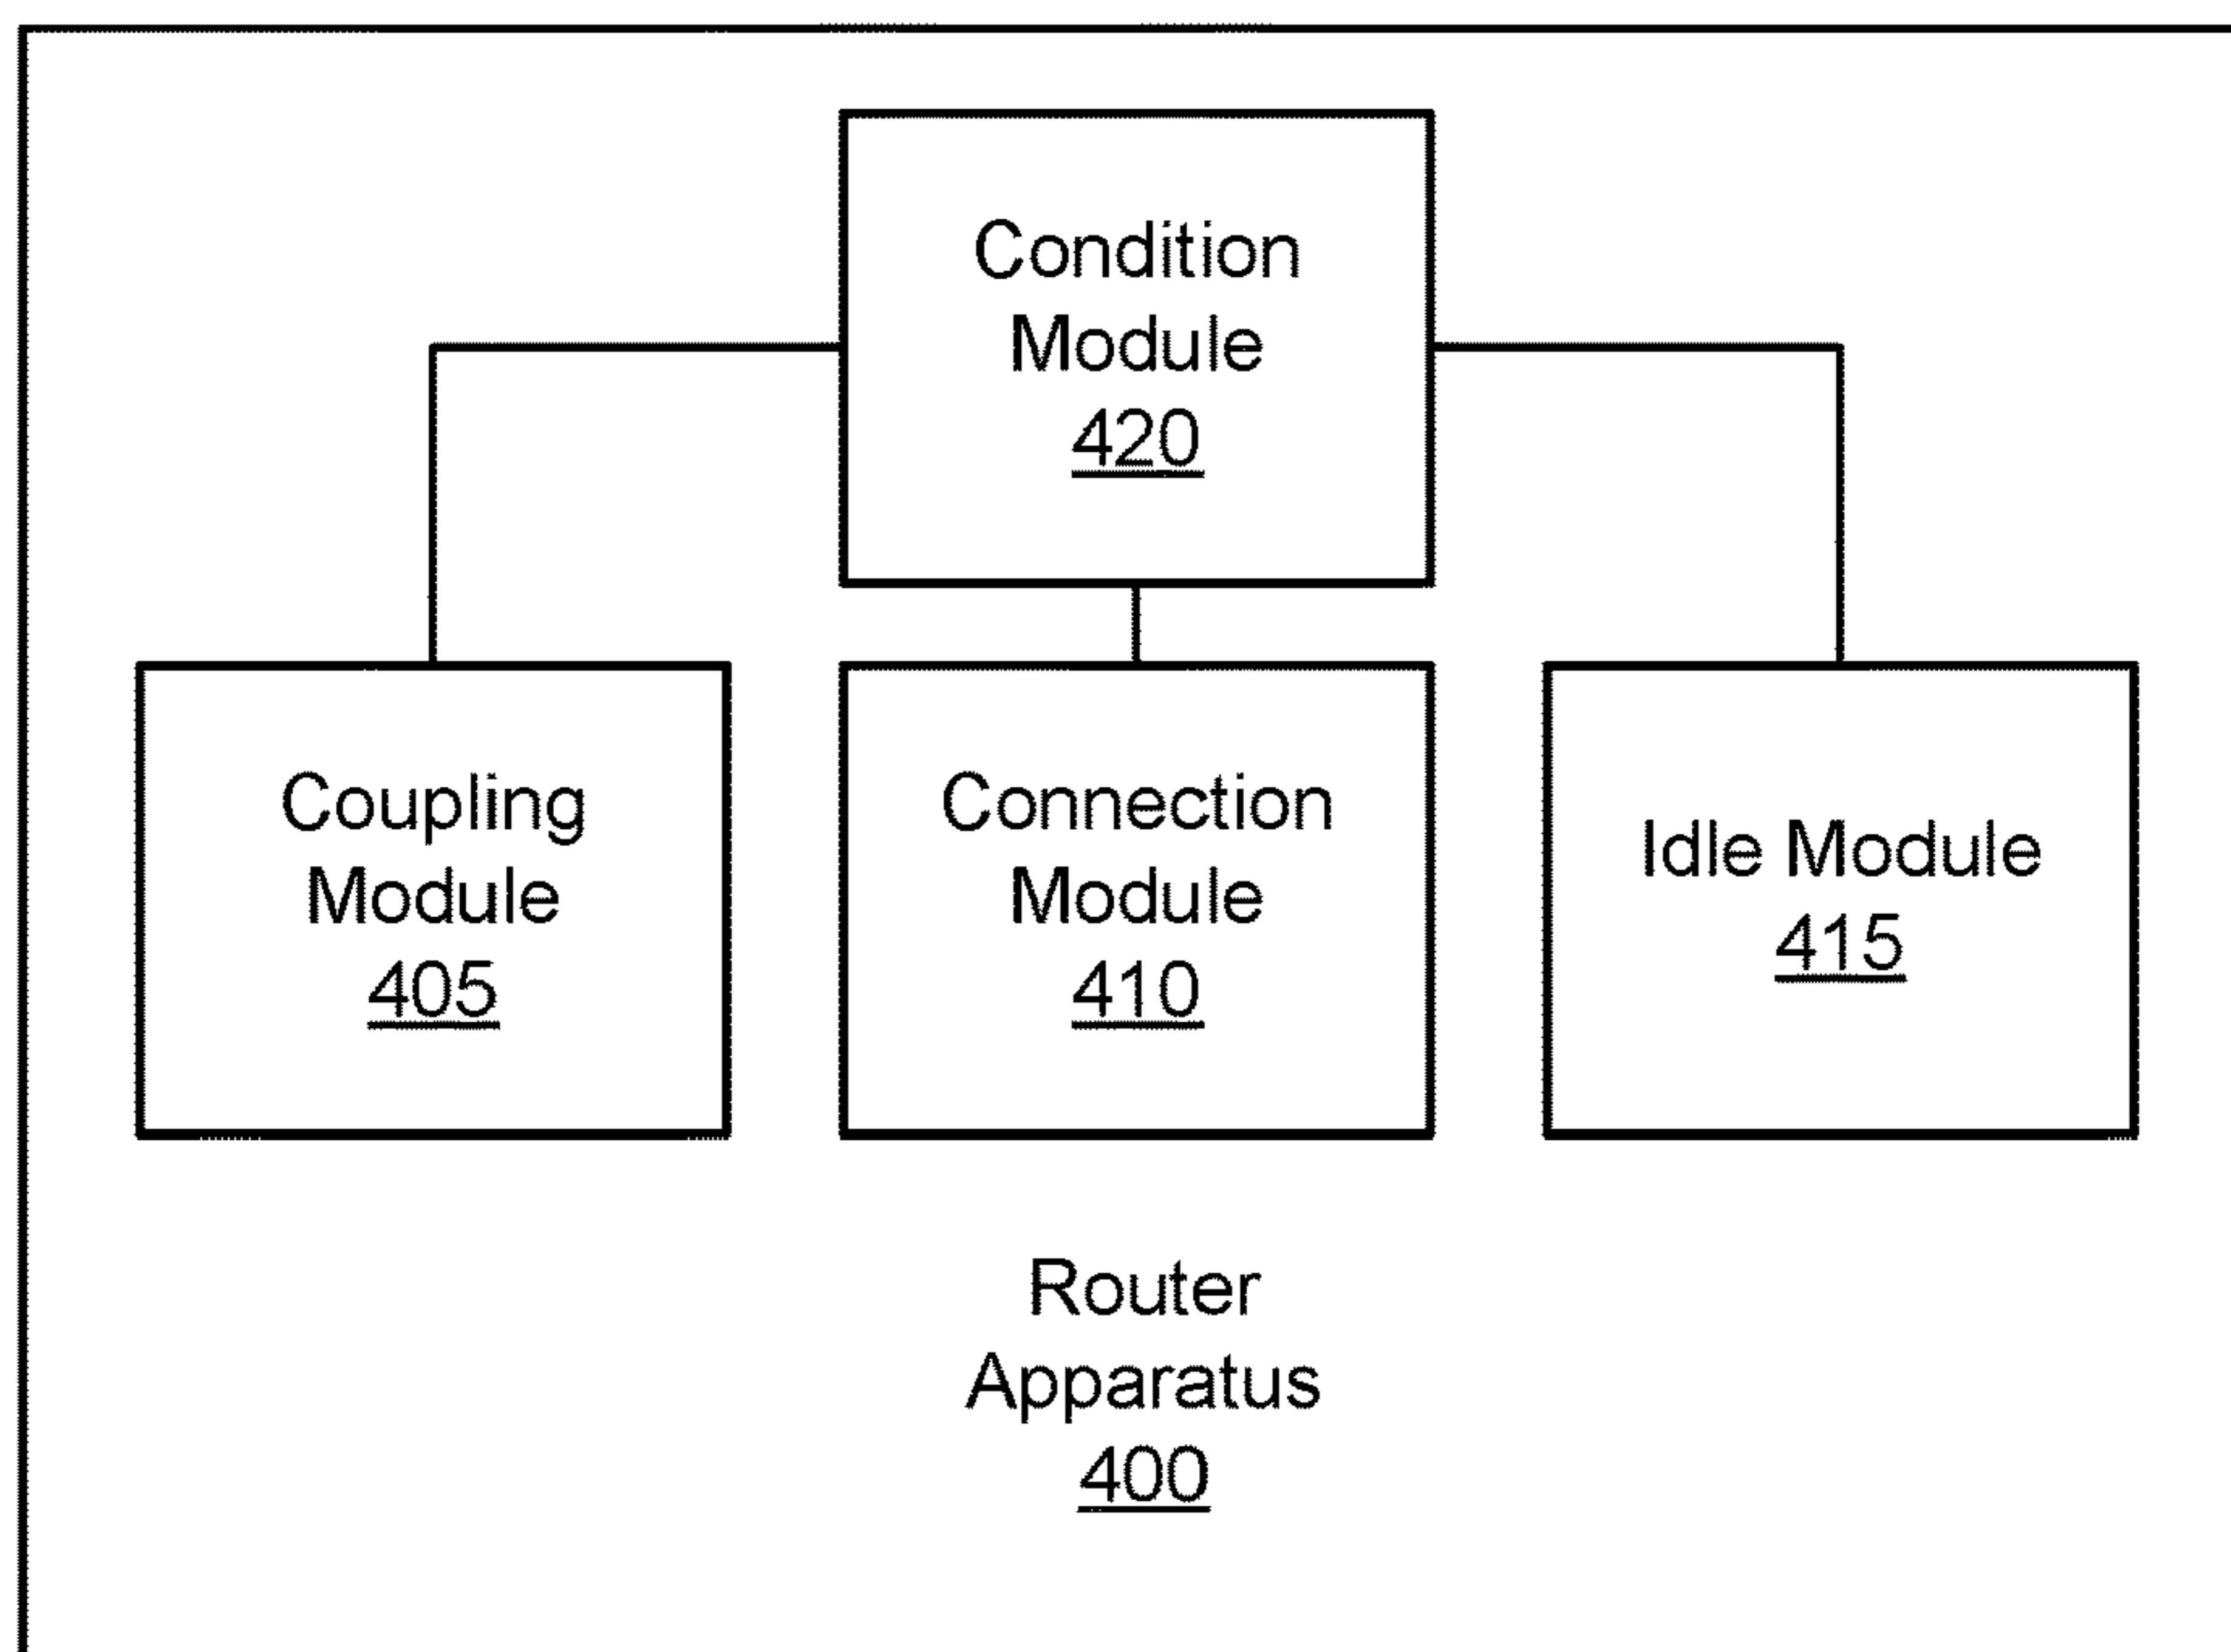 Condition
Module
420
Coupling
Module
405
Connection
Module
410
Idle Module
415
Router
Apparatus
400